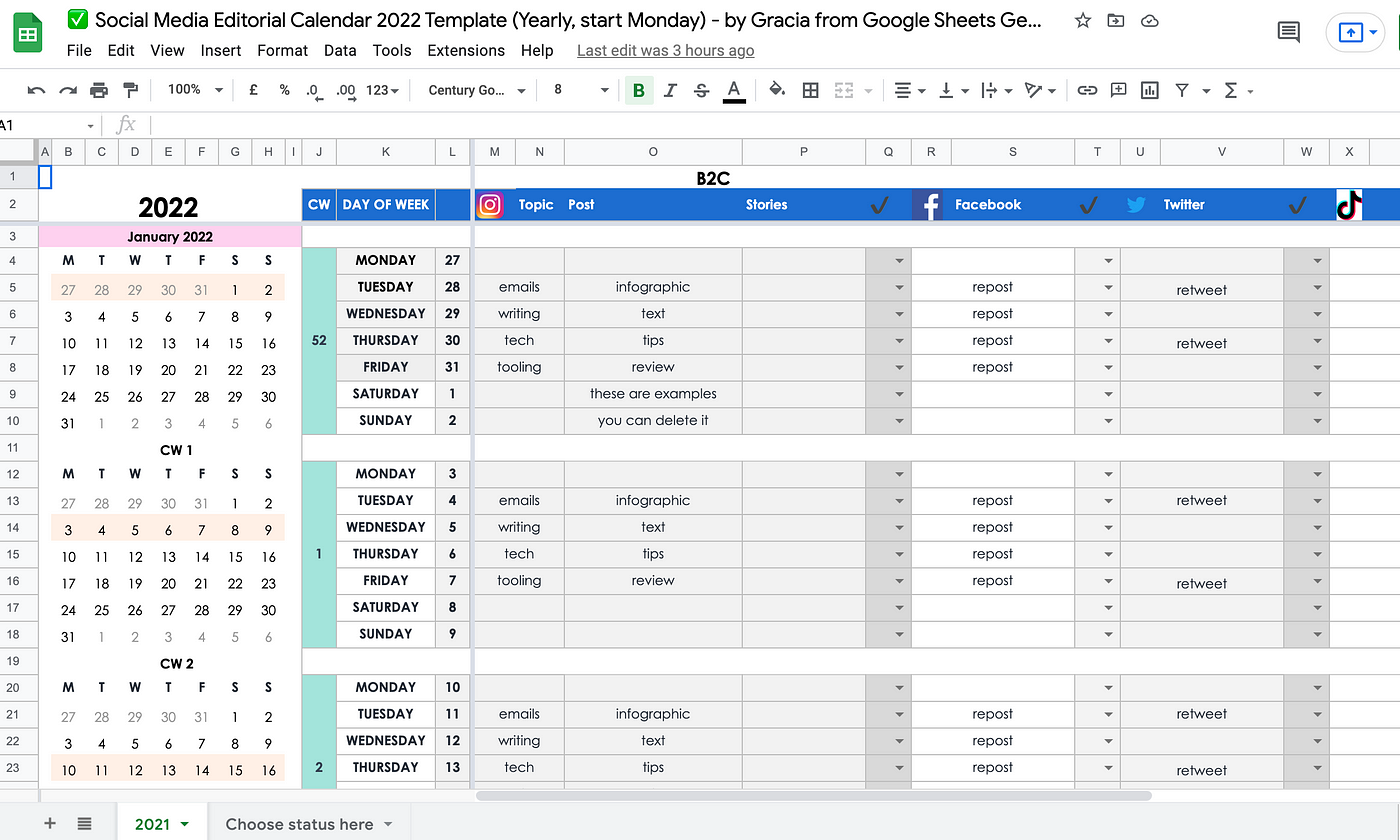 ✅ Social Media Editorial Calendar 2022 Template (Yearly, start Monday) - by Gracia from Google Sheets Ge...
File Edit View Insert Format Data Tools Extensions Help Last edit was 3 hours ago
100% £ % .0 .00 123 Century Go... 8 B I S A
A1 fx
A B C D E F G H I J K L M N O P Q R S T U V W X
1 B2C
2 2022 CW DAY OF WEEK Topic Post Stories ✓ Facebook ✓ Twitter ✓
3 January 2022
4 M T W T F S S MONDAY 27
5 27 28 29 30 31 1 2 TUESDAY 28 emails infographic repost retweet
6 3 4 5 6 7 8 9 WEDNESDAY 29 writing text repost
7 10 11 12 13 14 15 16 52 THURSDAY 30 tech tips repost retweet
8 17 18 19 20 21 22 23 FRIDAY 31 tooling review repost
9 24 25 26 27 28 29 30 SATURDAY 1 these are examples
10 31 1 2 3 4 5 6 SUNDAY 2 you can delete it
11 CW 1
12 M T W T F S S MONDAY 3
13 27 28 29 30 31 1 2 TUESDAY 4 emails infographic repost retweet
14 3 4 5 6 7 8 9 WEDNESDAY 5 writing text repost
15 10 11 12 13 14 15 16 1 THURSDAY 6 tech tips repost
16 17 18 19 20 21 22 23 FRIDAY 7 tooling review repost retweet
17 24 25 26 27 28 29 30 SATURDAY 8
18 31 1 2 3 4 5 6 SUNDAY 9
19 CW 2
20 M T W T F S S MONDAY 10
21 27 28 29 30 31 1 2 TUESDAY 11 emails infographic repost retweet
22 3 4 5 6 7 8 9 WEDNESDAY 12 writing text repost
23 10 11 12 13 14 15 16 2 THURSDAY 13 tech tips repost retweet
2021 Choose status here